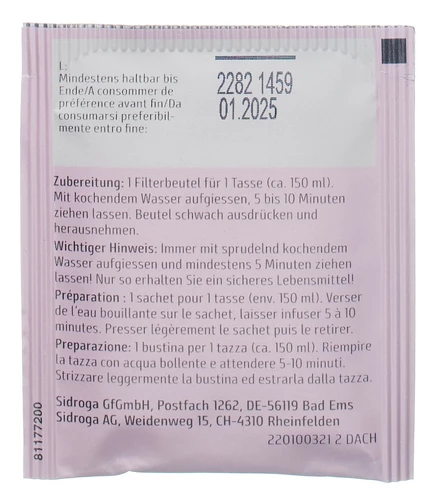 L:
Mindestens haltbar bis
Ende/A consommer de
préférence avant fin/Da
consumarsi preferibil-
mente entro fine:
2282 1459
01.2025
Zubereitung: 1 Filterbeutel für 1 Tasse (ca. 150 ml).
Mit kochendem Wasser aufgiessen, 5 bis 10 Minuten
ziehen lassen. Beutel schwach ausdrücken und
herausnehmen.
Wichtiger Hinweis: Immer mit sprudelnd kochendem
Wasser aufgiessen und mindestens 5 Minuten ziehen
lassen! Nur so erhalten Sie ein sicheres Lebensmittel!
Préparation : 1 sachet pour 1 tasse (env. 150 ml). Verser
de l'eau bouillante sur le sachet, laisser infuser 5 à 10
minutes. Presser légèrement le sachet puis le retirer.
Preparazione: 1 bustina per 1 tazza (ca. 150 ml). Riempire
la tazza con acqua bollente e attendere 5-10 minuti.
Strizzare leggermente la bustina ed estrarla dalla tazza.
Sidroga GfGmbH, Postfach 1262, DE-56119 Bad Ems
Sidroga AG, Weidenweg 15, CH-4310 Rheinfelden
220100321 2 DACH
81177200